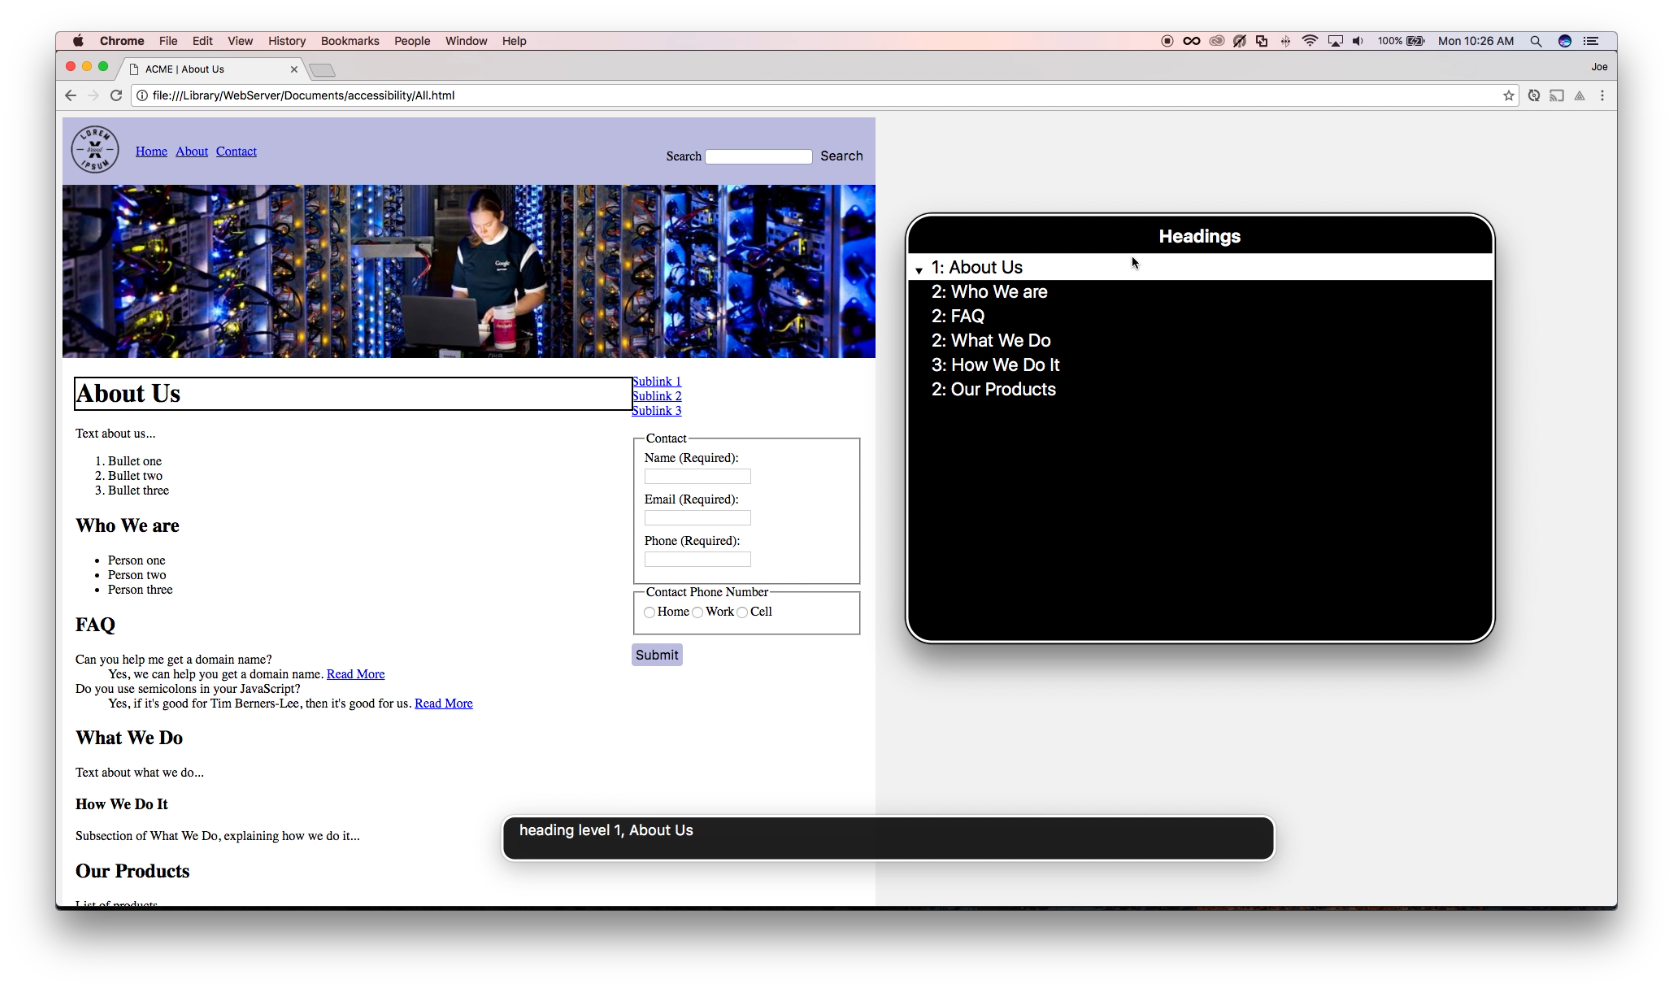 Chrome File Edit View History Bookmarks People Window Help
100% Mon 10:26 AM
ACME | About Us
Joe
file:///Library/WebServer/Documents/accessibility/All.html
LOREM
IPSUM
Home About Contact
Search
Search
Google
About Us
Text about us...
1. Bullet one
2. Bullet two
3. Bullet three
Who We are
• Person one
• Person two
• Person three
FAQ
Can you help me get a domain name?
Yes, we can help you get a domain name. Read More
Do you use semicolons in your JavaScript?
Yes, if it's good for Tim Berners-Lee, then it's good for us. Read More
What We Do
Text about what we do...
How We Do It
Subsection of What We Do, explaining how we do it...
Our Products
List of products
Sublink 1
Sublink 2
Sublink 3
Contact
Name (Required):
Email (Required):
Phone (Required):
Contact Phone Number
Home Work Cell
Submit
Headings
1: About Us
2: Who We are
2: FAQ
2: What We Do
3: How We Do It
2: Our Products
heading level 1, About Us